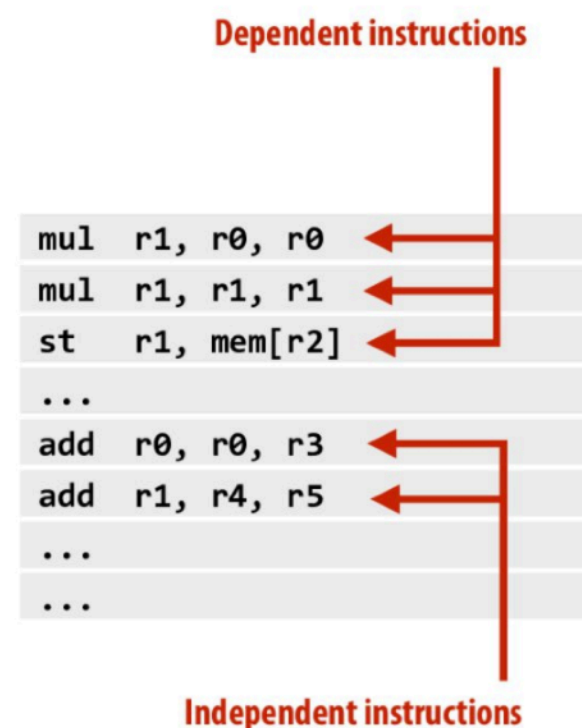 Dependent instructions
mul r1, r0, r0
mul r1, r1, r1
st r1, mem[r2]
...
add r0, r0, r3
add r1, r4, r5
...
...
Independent instructions